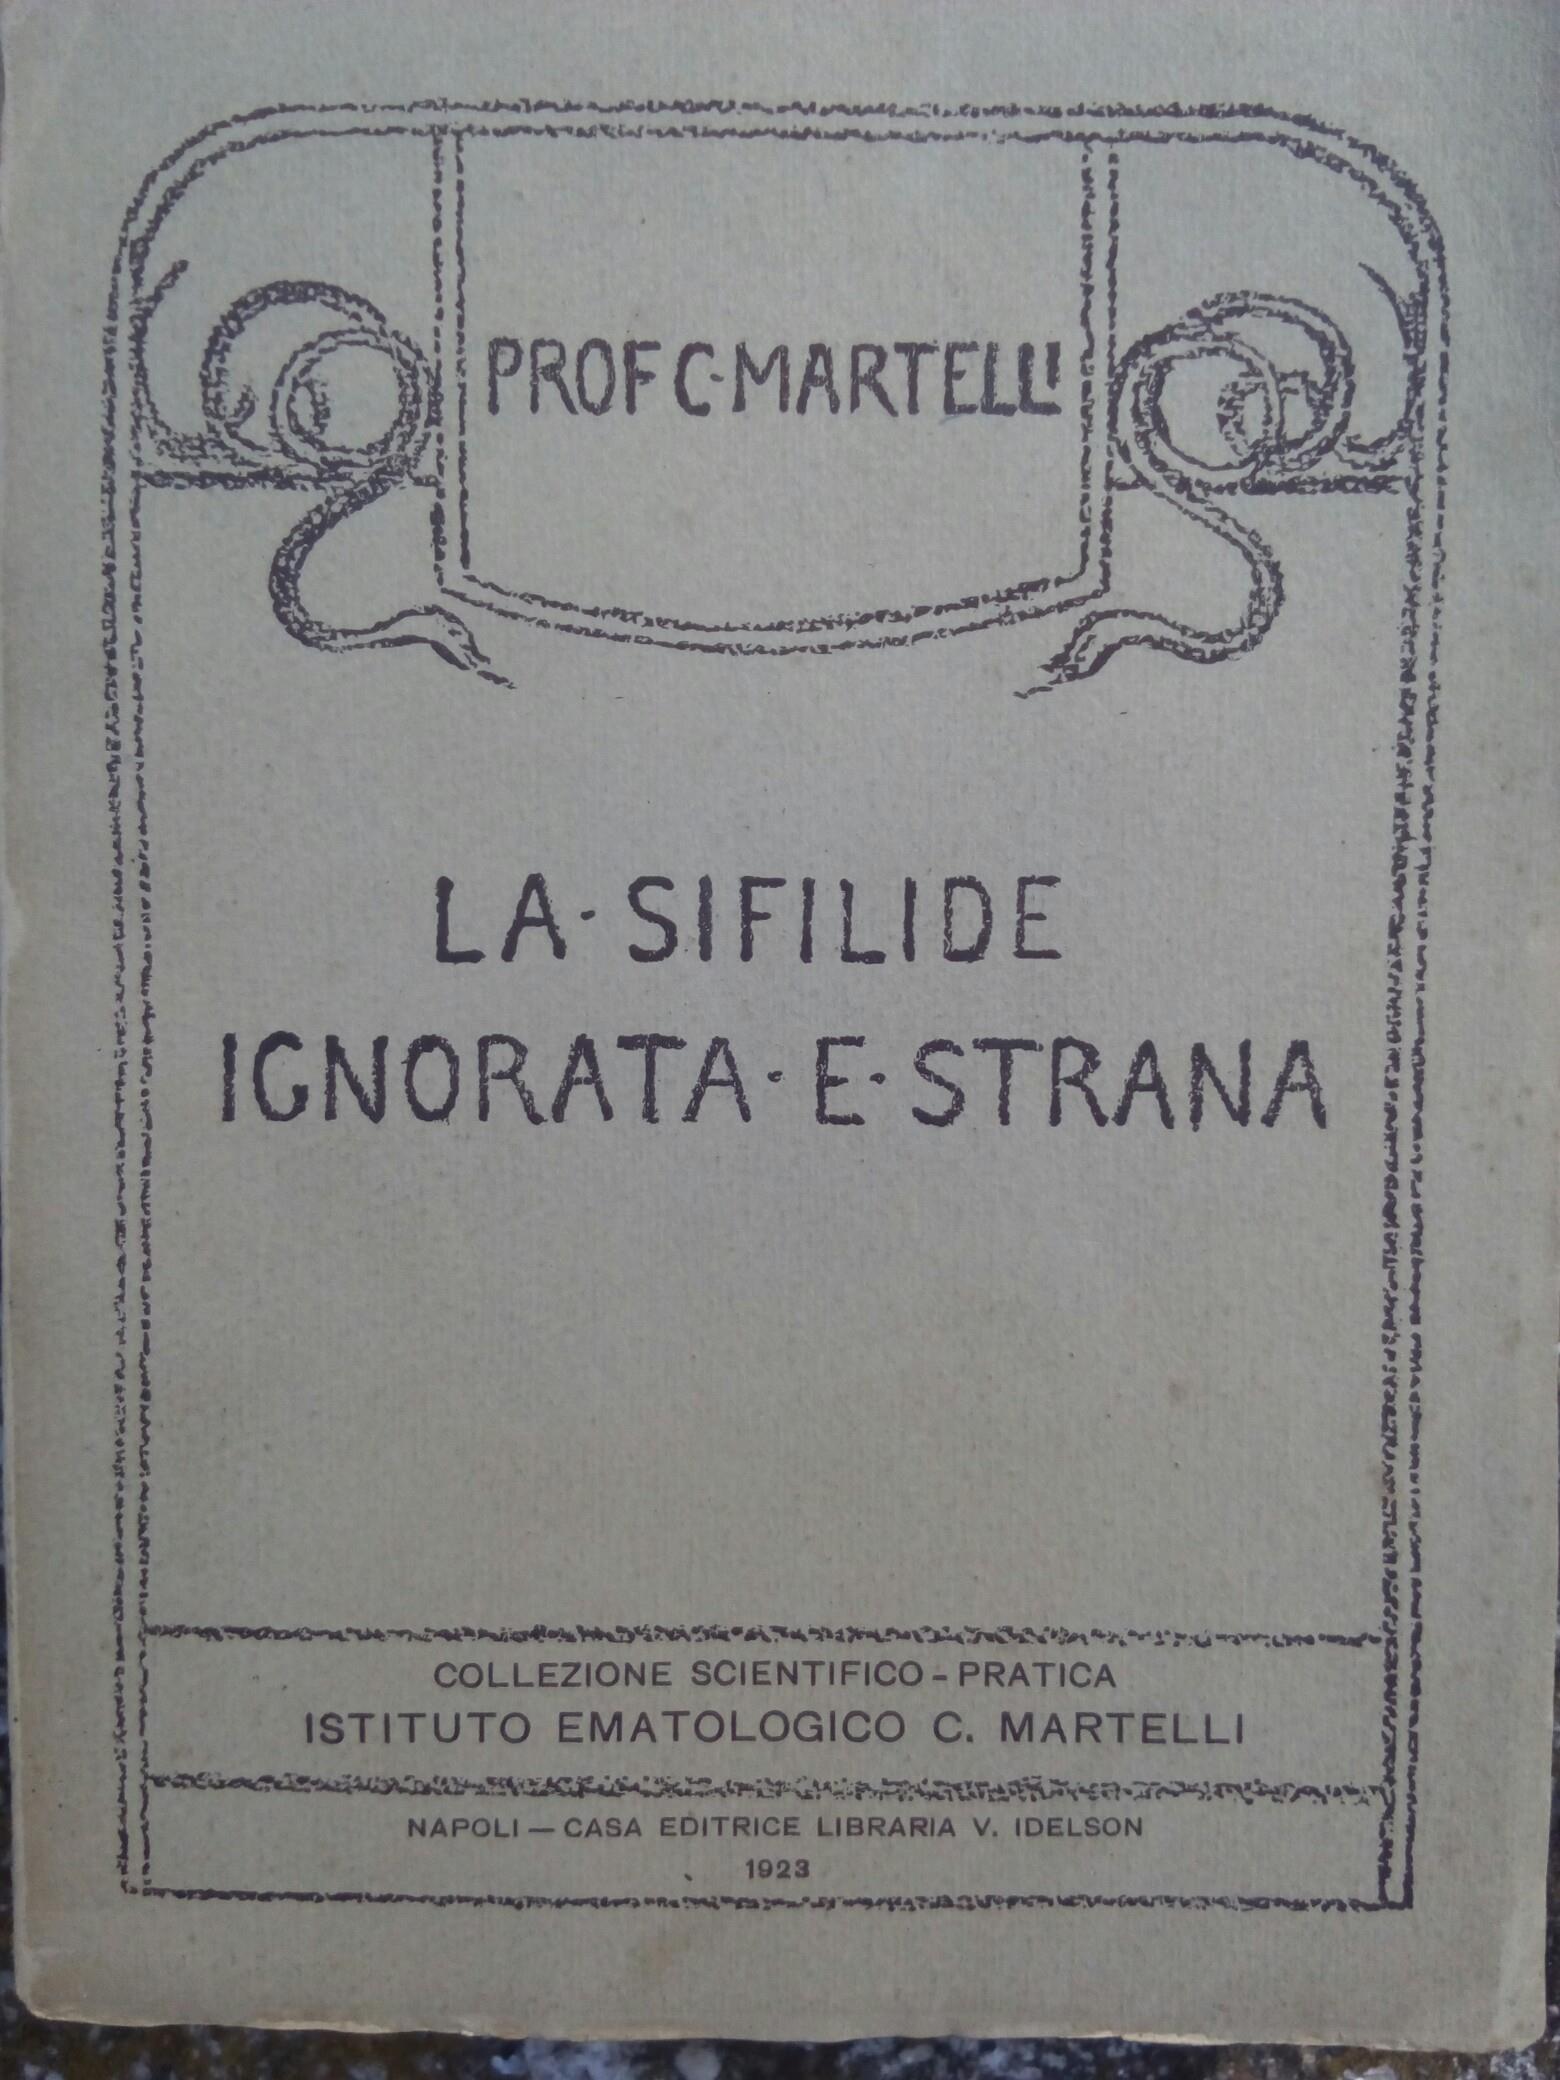 PROF C·MARTELLI
LA·SIFILIDE
IGNORATA·E·STRANA
COLLEZIONE SCIENTIFICO-PRATICA
ISTITUTO EMATOLOGICO C. MARTELLI
NAPOLI — CASA EDITRICE LIBRARIA V. IDELSON
1923